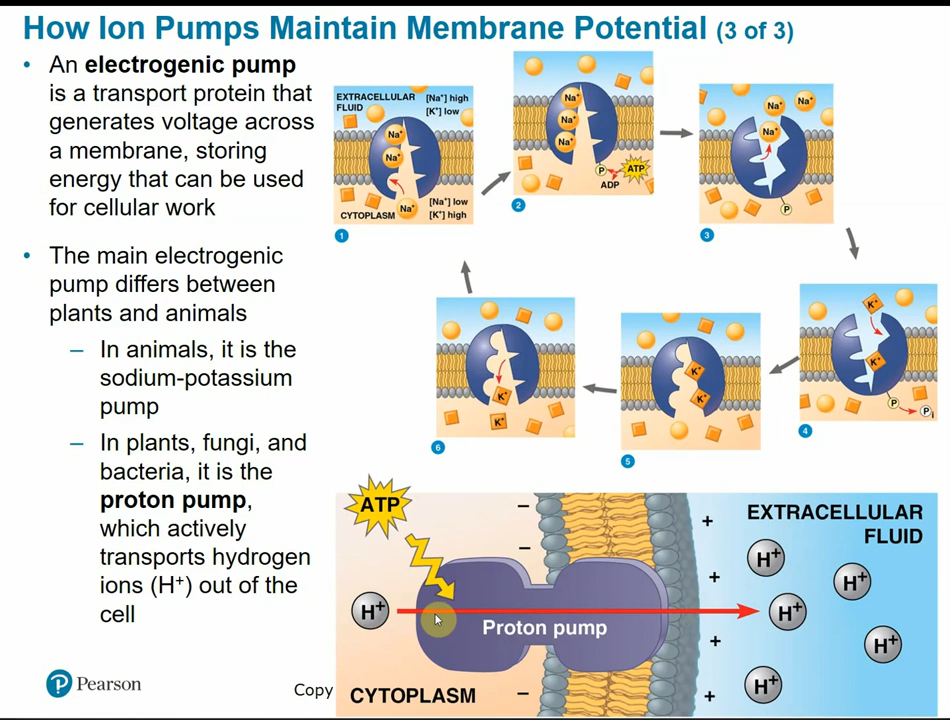 How Ion Pumps Maintain Membrane Potential (3 of 3)
• An electrogenic pump
is a transport protein that
generates voltage across
a membrane, storing
energy that can be used
for cellular work
• The main electrogenic
pump differs between
plants and animals
– In animals, it is the
sodium-potassium
pump
– In plants, fungi, and
bacteria, it is the
proton pump,
which actively
transports hydrogen
ions (H⁺) out of the
cell
P Pearson
Copy
EXTRACELLULAR
FLUID
[Na⁺] high
[K⁺] low
Na⁺
Na⁺
Na⁺
[Na⁺] low
[K⁺] high
CYTOPLASM
1
Na⁺
Na⁺
Na⁺
P
ATP
ADP
2
Na⁺
Na⁺
Na⁺
P
3
K⁺
K⁺
P
P i
4
K⁺
K⁺
5
K⁺
K⁺
6
ATP
– + EXTRACELLULAR
FLUID
– +
H⁺
H⁺
H⁺
H⁺
Proton pump
+
H⁺
H⁺
CYTOPLASM
– +